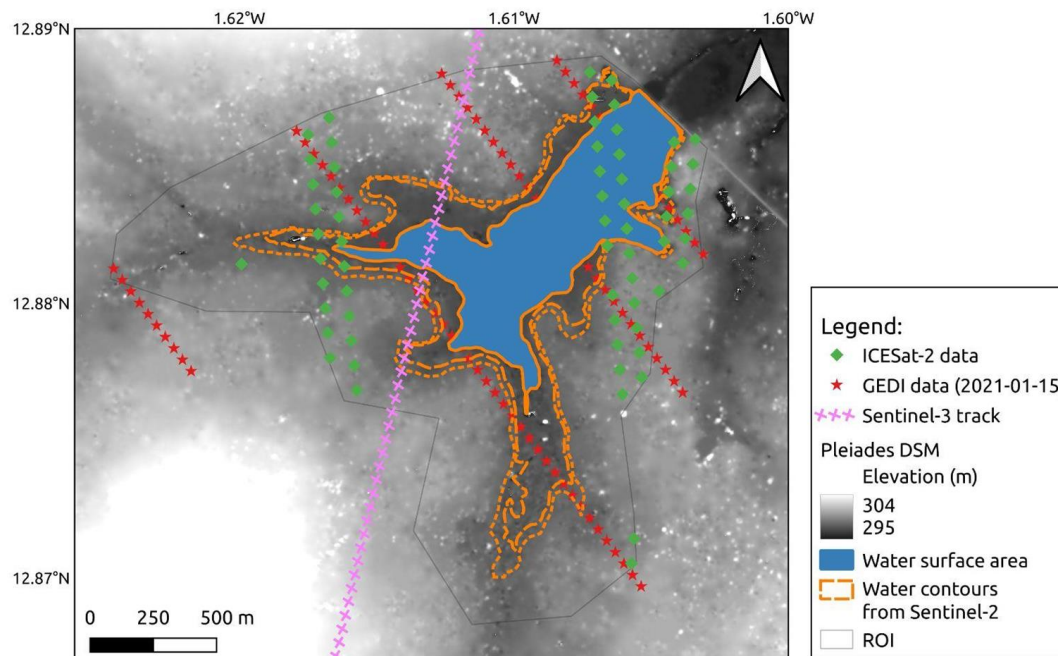 1.62°W 1.61°W 1.60°W
12.89°N
12.88°N
12.87°N
0 250 500 m
Legend:
ICESat-2 data
GEDI data (2021-01-15
Sentinel-3 track
Pleiades DSM
Elevation (m)
304
295
Water surface area
Water contours
from Sentinel-2
ROI